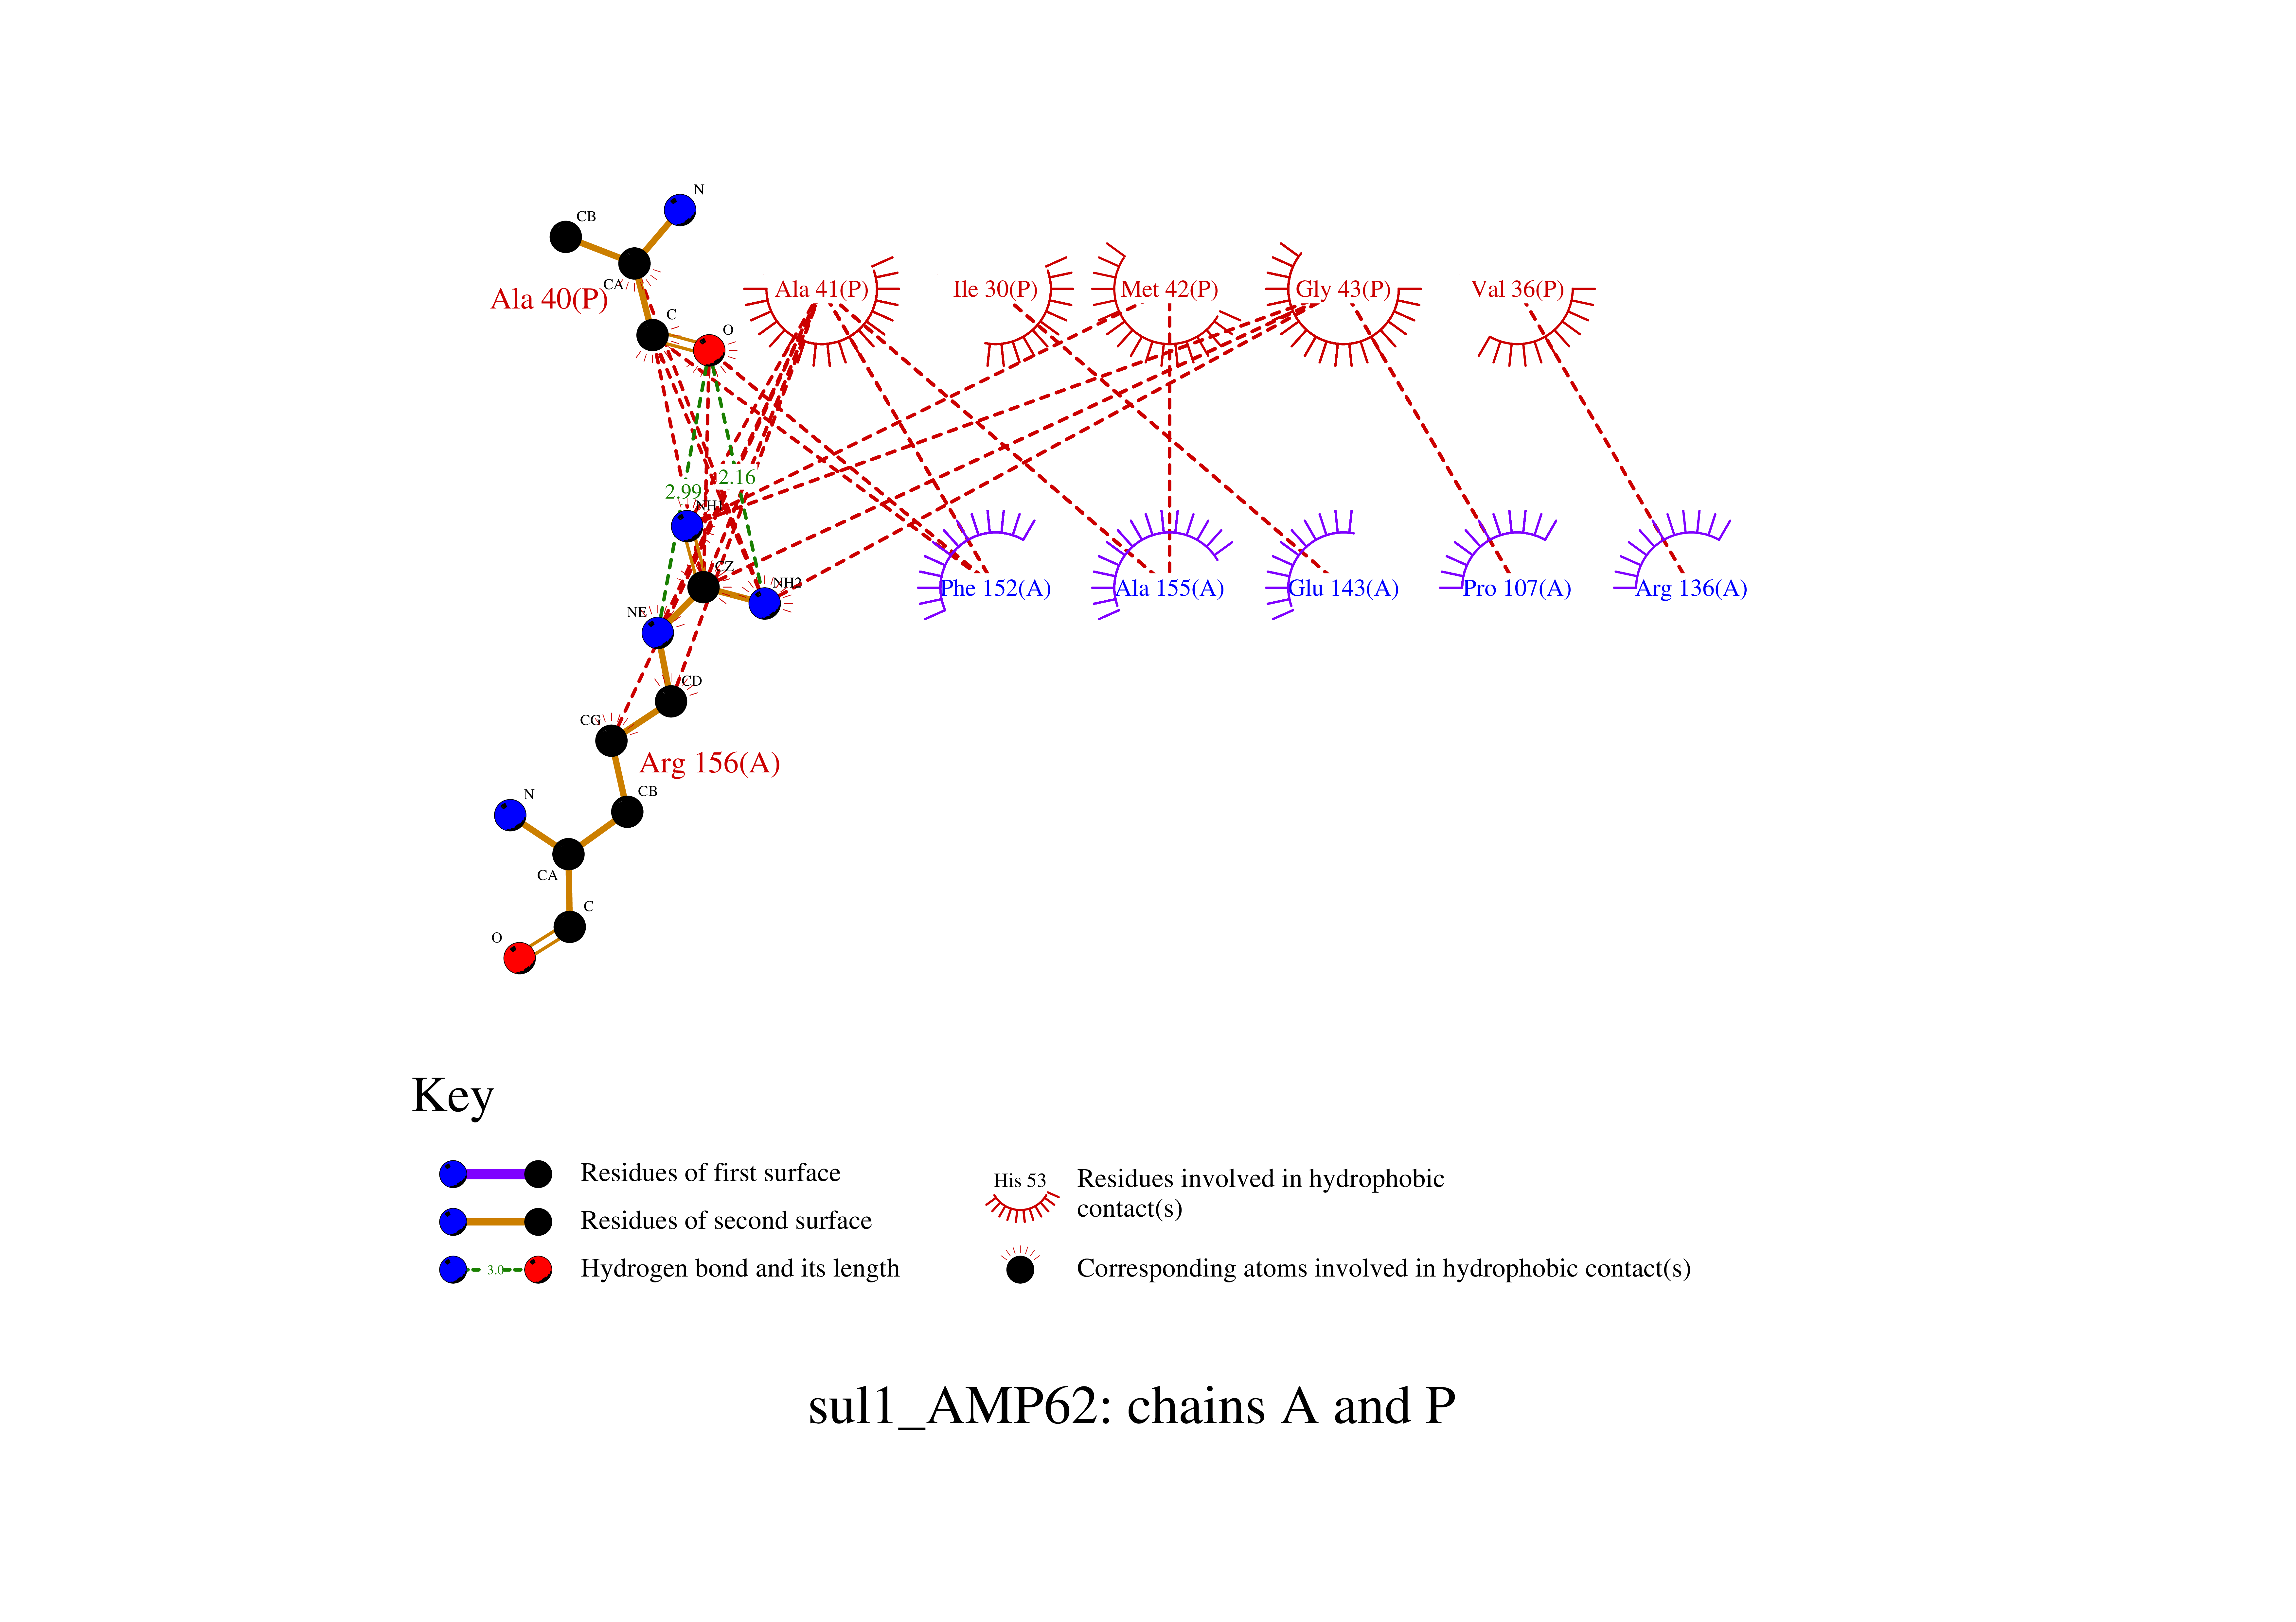 N
CB
CA
Ala 40(P)
C
O
Ala 41(P)
Ile 30(P)
Met 42(P)
Gly 43(P)
Val 36(P)
2.99
2.16
NH1
CZ
NH2
NE
Phe 152(A)
Ala 155(A)
Glu 143(A)
Pro 107(A)
Arg 136(A)
CD
CG
Arg 156(A)
CB
N
CA
C
O
Key
Residues of first surface
Residues of second surface
3.0
Hydrogen bond and its length
His 53
Residues involved in hydrophobic
contact(s)
Corresponding atoms involved in hydrophobic contact(s)
sul1_AMP62: chains A and P